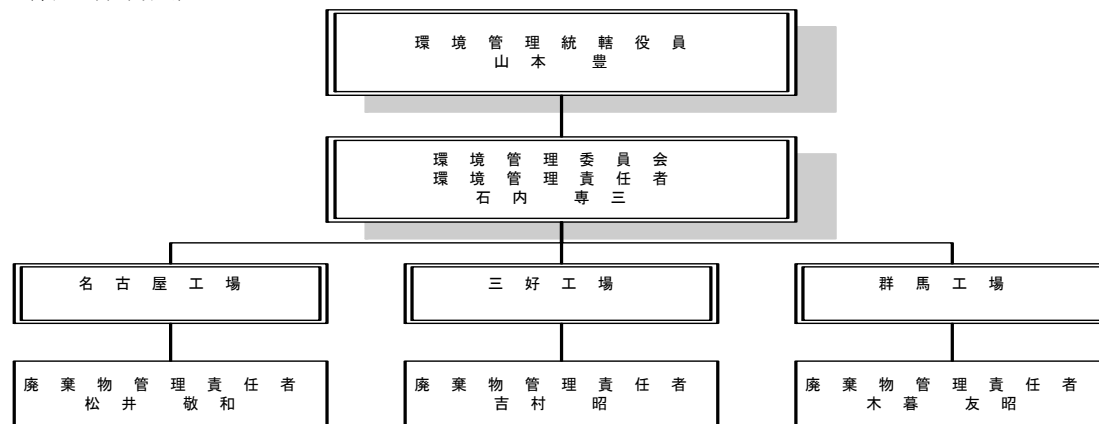 環境管理統轄役員
山本 豊
環境管理委員会
環境管理責任者
石内 専三
名古屋工場
三好工場
群馬工場
廃棄物管理責任者
松井 敬和
廃棄物管理責任者
吉村 昭
廃棄物管理責任者
木暮 友昭